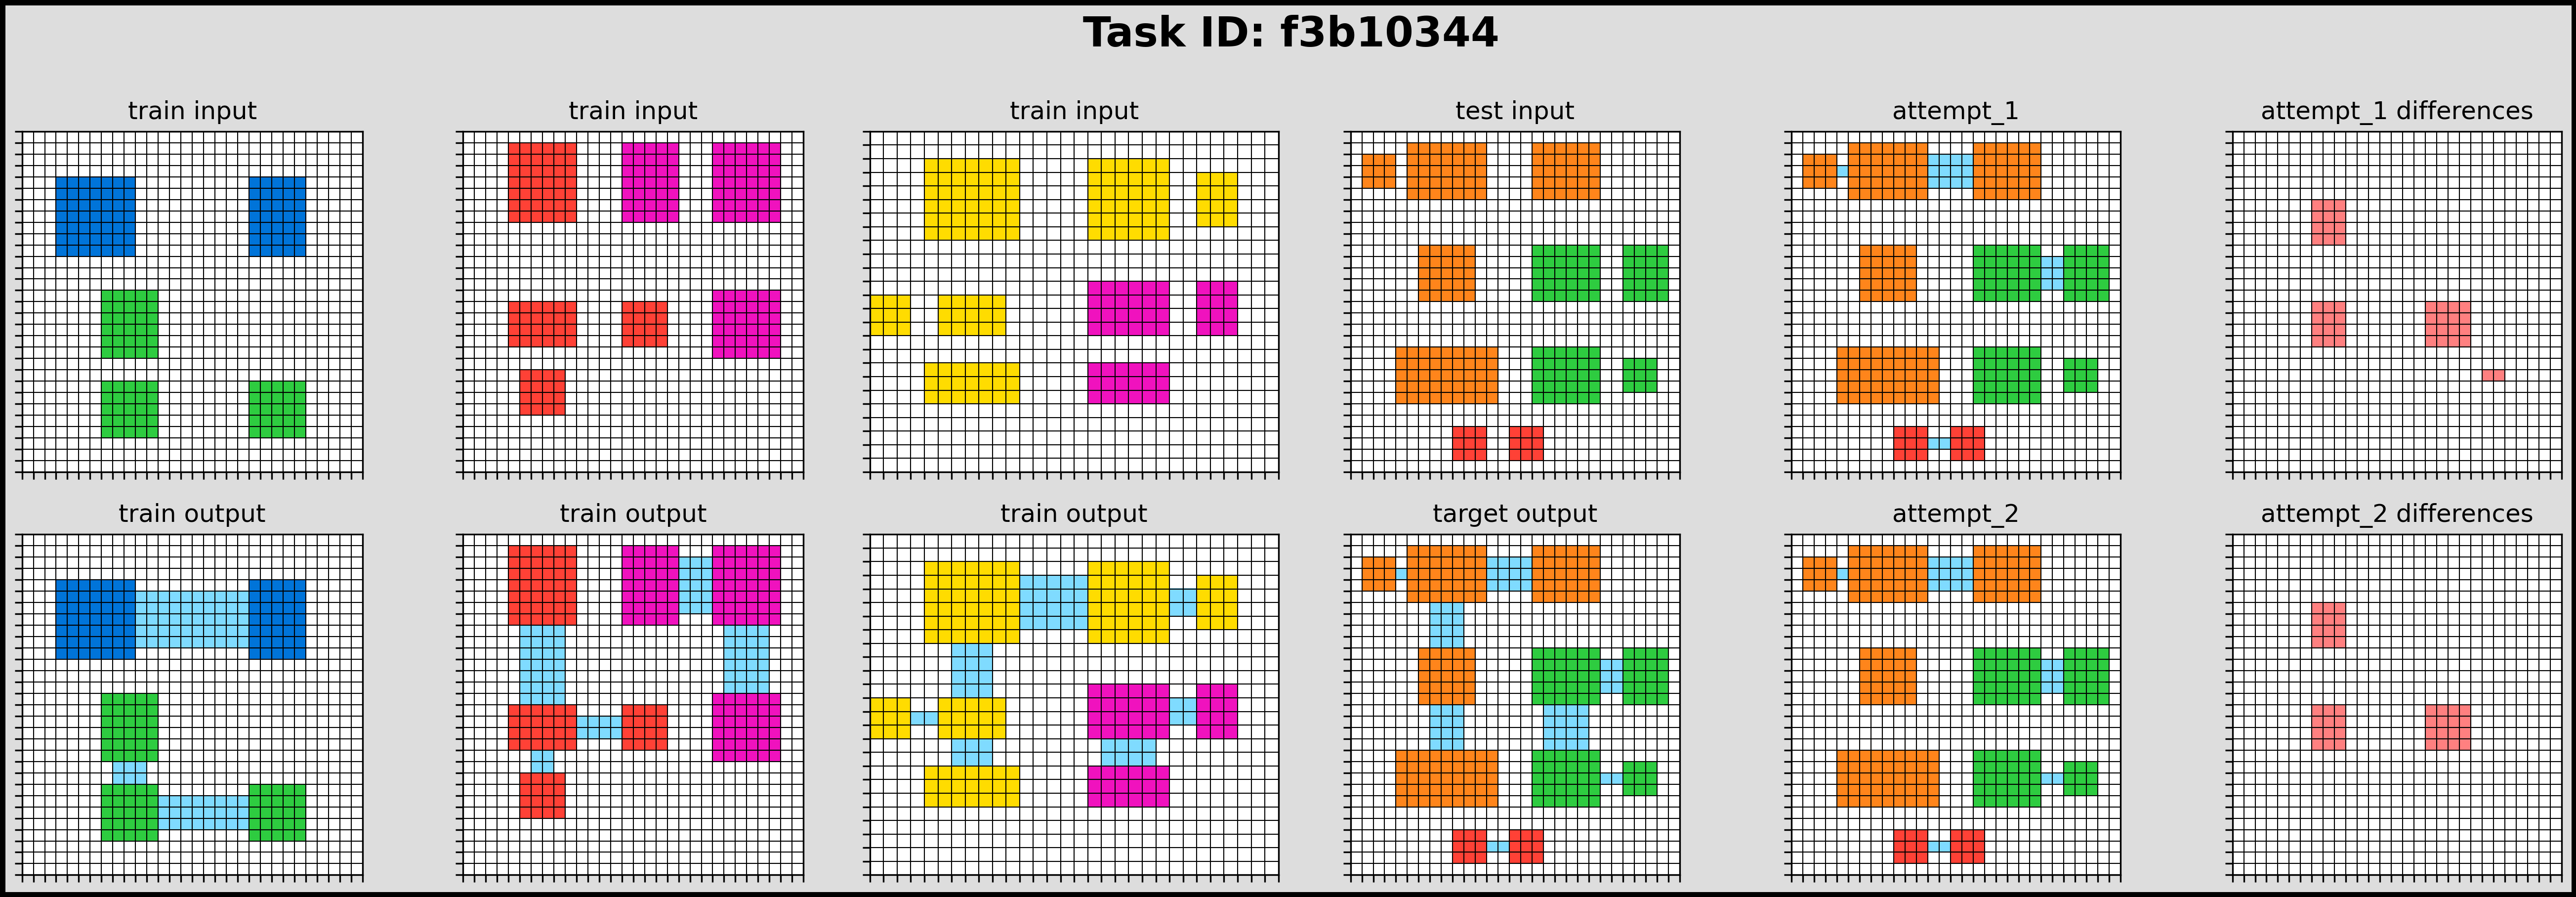 Task ID: f3b10344
train input
train input
train input
test input
attempt_1
attempt_1 differences
train output
train output
train output
target output
attempt_2
attempt_2 differences